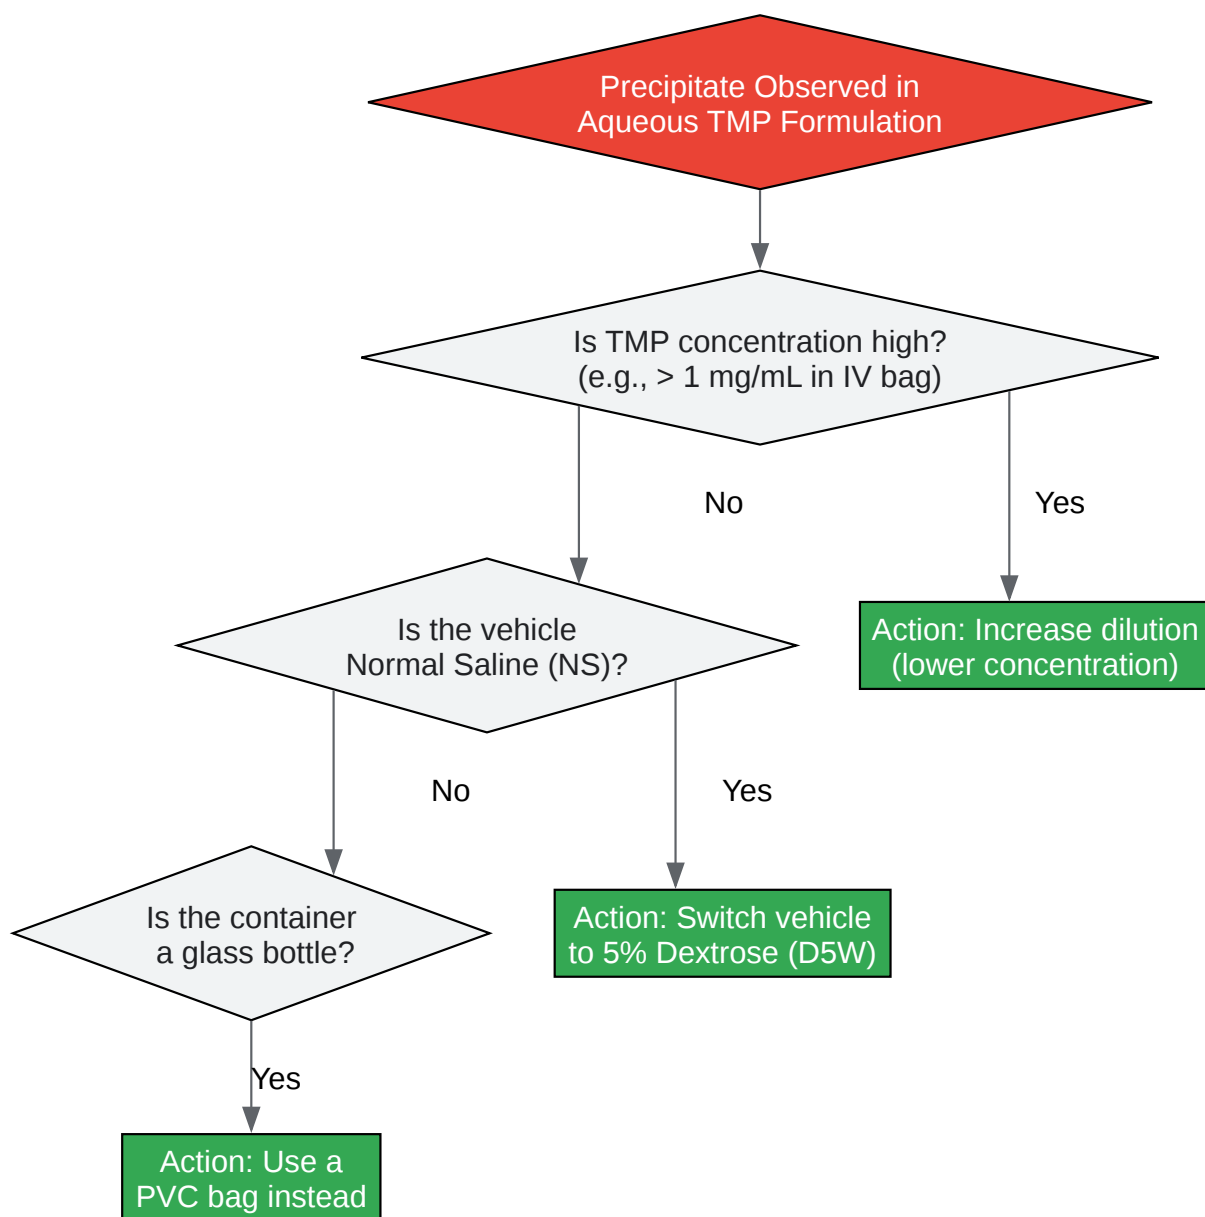 Precipitate Observed in
Aqueous TMP Formulation
Is TMP concentration high?
(e.g., > 1 mg/mL in IV bag)
No
Yes
Is the vehicle
Normal Saline (NS)?
Action: Increase dilution
(lower concentration)
No
Yes
Is the container
a glass bottle?
Action: Switch vehicle
to 5% Dextrose (D5W)
Yes
Action: Use a
PVC bag instead